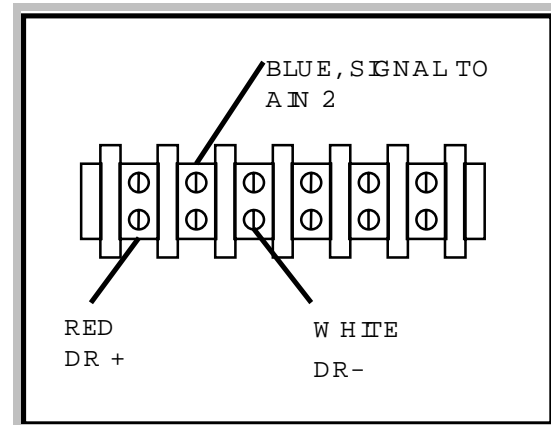 BLUE, SIGNAL TO
AIN 2
RED
DR +
WHITE
DR-